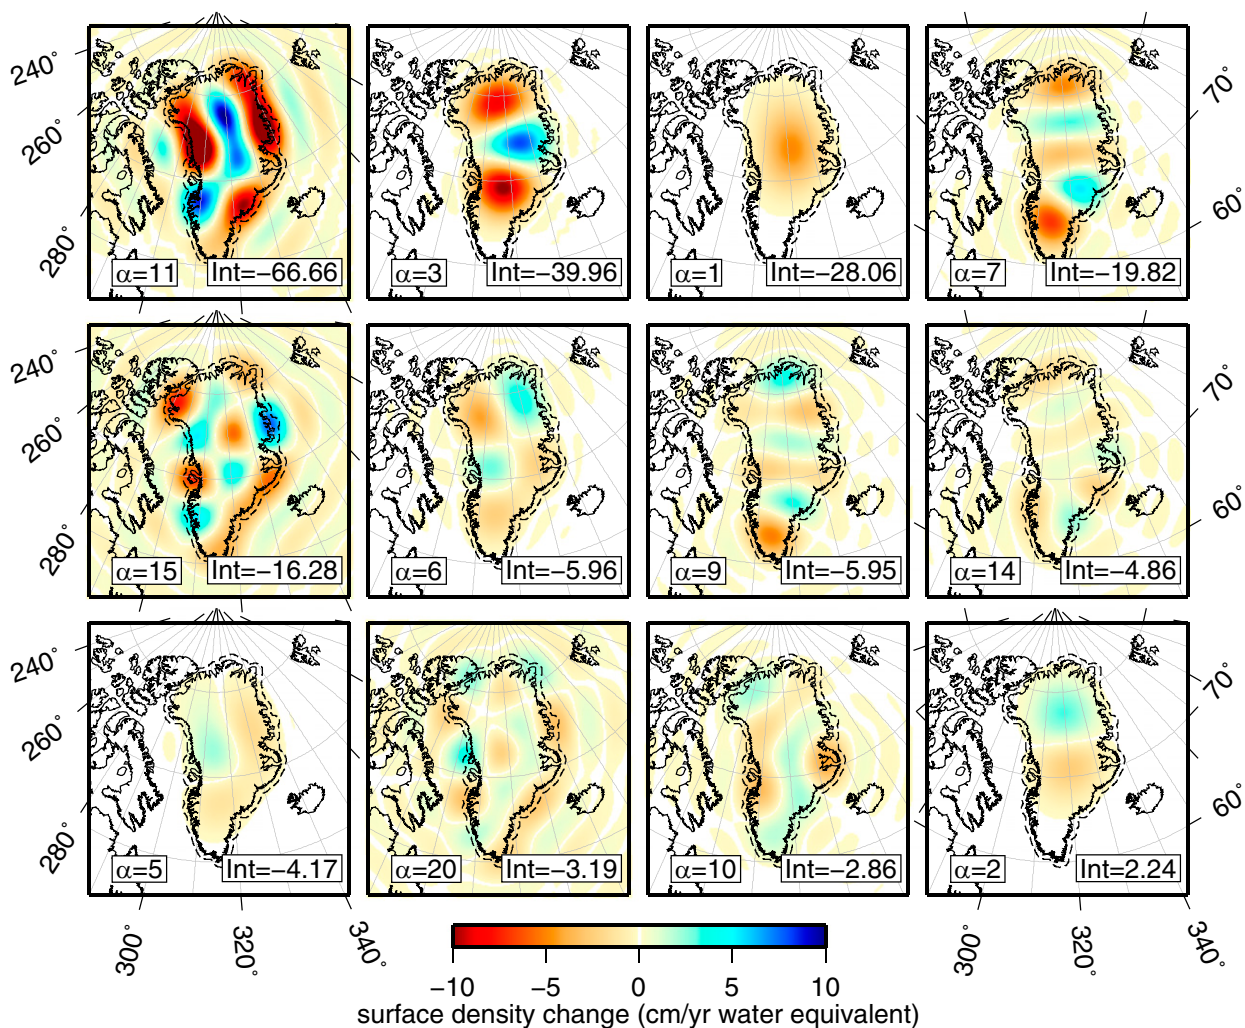 240°
260°
280°
70°
60°
α=11 Int=−66.66
α=3 Int=−39.96
α=1 Int=−28.06
α=7 Int=−19.82
240°
260°
280°
70°
60°
α=15 Int=−16.28
α=6 Int=−5.96
α=9 Int=−5.95
α=14 Int=−4.86
240°
260°
280°
70°
60°
α=5 Int=−4.17
α=20 Int=−3.19
α=10 Int=−2.86
α=2 Int=2.24
300° 320° 340°
300° 320° 340°
−10 −5 0 5 10
surface density change (cm/yr water equivalent)